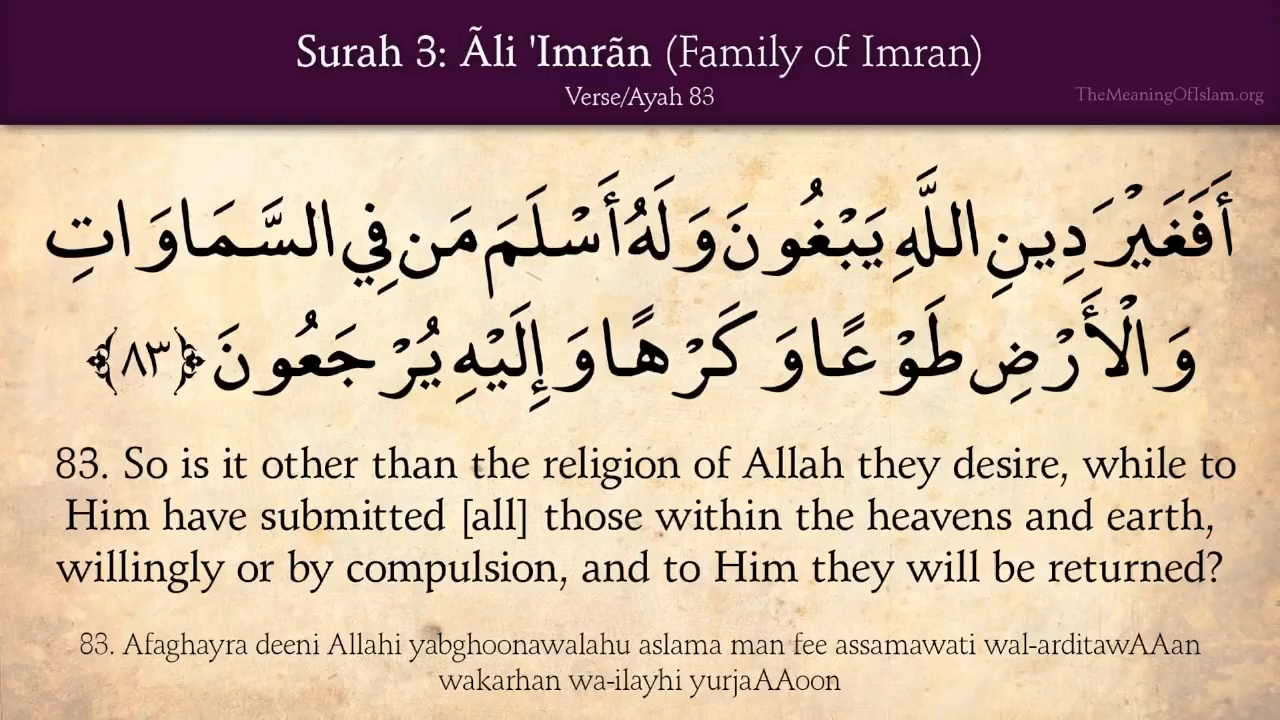 Surah 3: Ãli 'Imrãn (Family of Imran)
Verse/Ayah 83
TheMeaningOfIslam.org
أَفَغَيْرَ دِينِ اللَّهِ يَبْغُونَ وَلَهُ أَسْلَمَ مَن فِي السَّمَاوَاتِ
وَالْأَرْضِ طَوْعًا وَكَرْهًا وَإِلَيْهِ يُرْجَعُونَ ﴿٨٣﴾
83. So is it other than the religion of Allah they desire, while to
Him have submitted [all] those within the heavens and earth,
willingly or by compulsion, and to Him they will be returned?
83. Afaghayra deeni Allahi yabghoonawalahu aslama man fee assamawati wal-arditawAAan
wakarhan wa-ilayhi yurjaAAoon